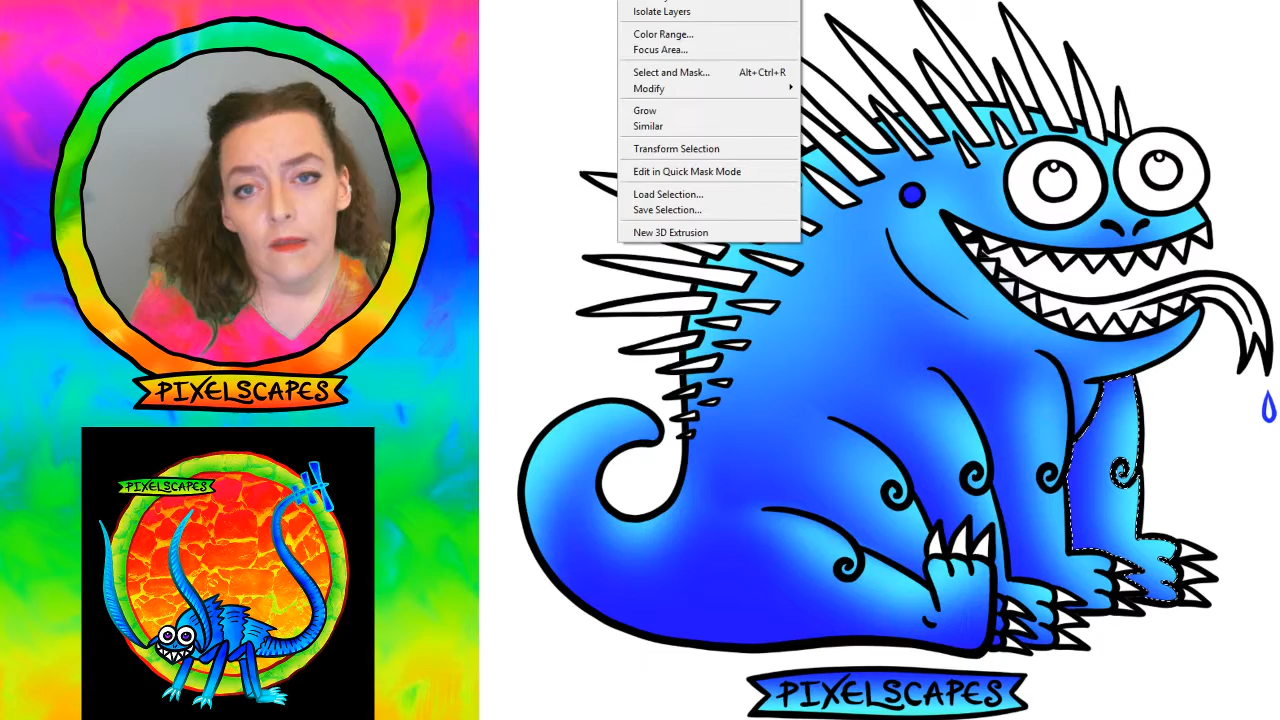 Isolate Layers
Color Range...
Focus Area...
Select and Mask... Alt+Ctrl+R
Modify
Grow
Similar
Transform Selection
Edit in Quick Mask Mode
Load Selection...
Save Selection...
New 3D Extrusion
PIXELSCAPES
PIXELSCAPES
PIXELSCAPES